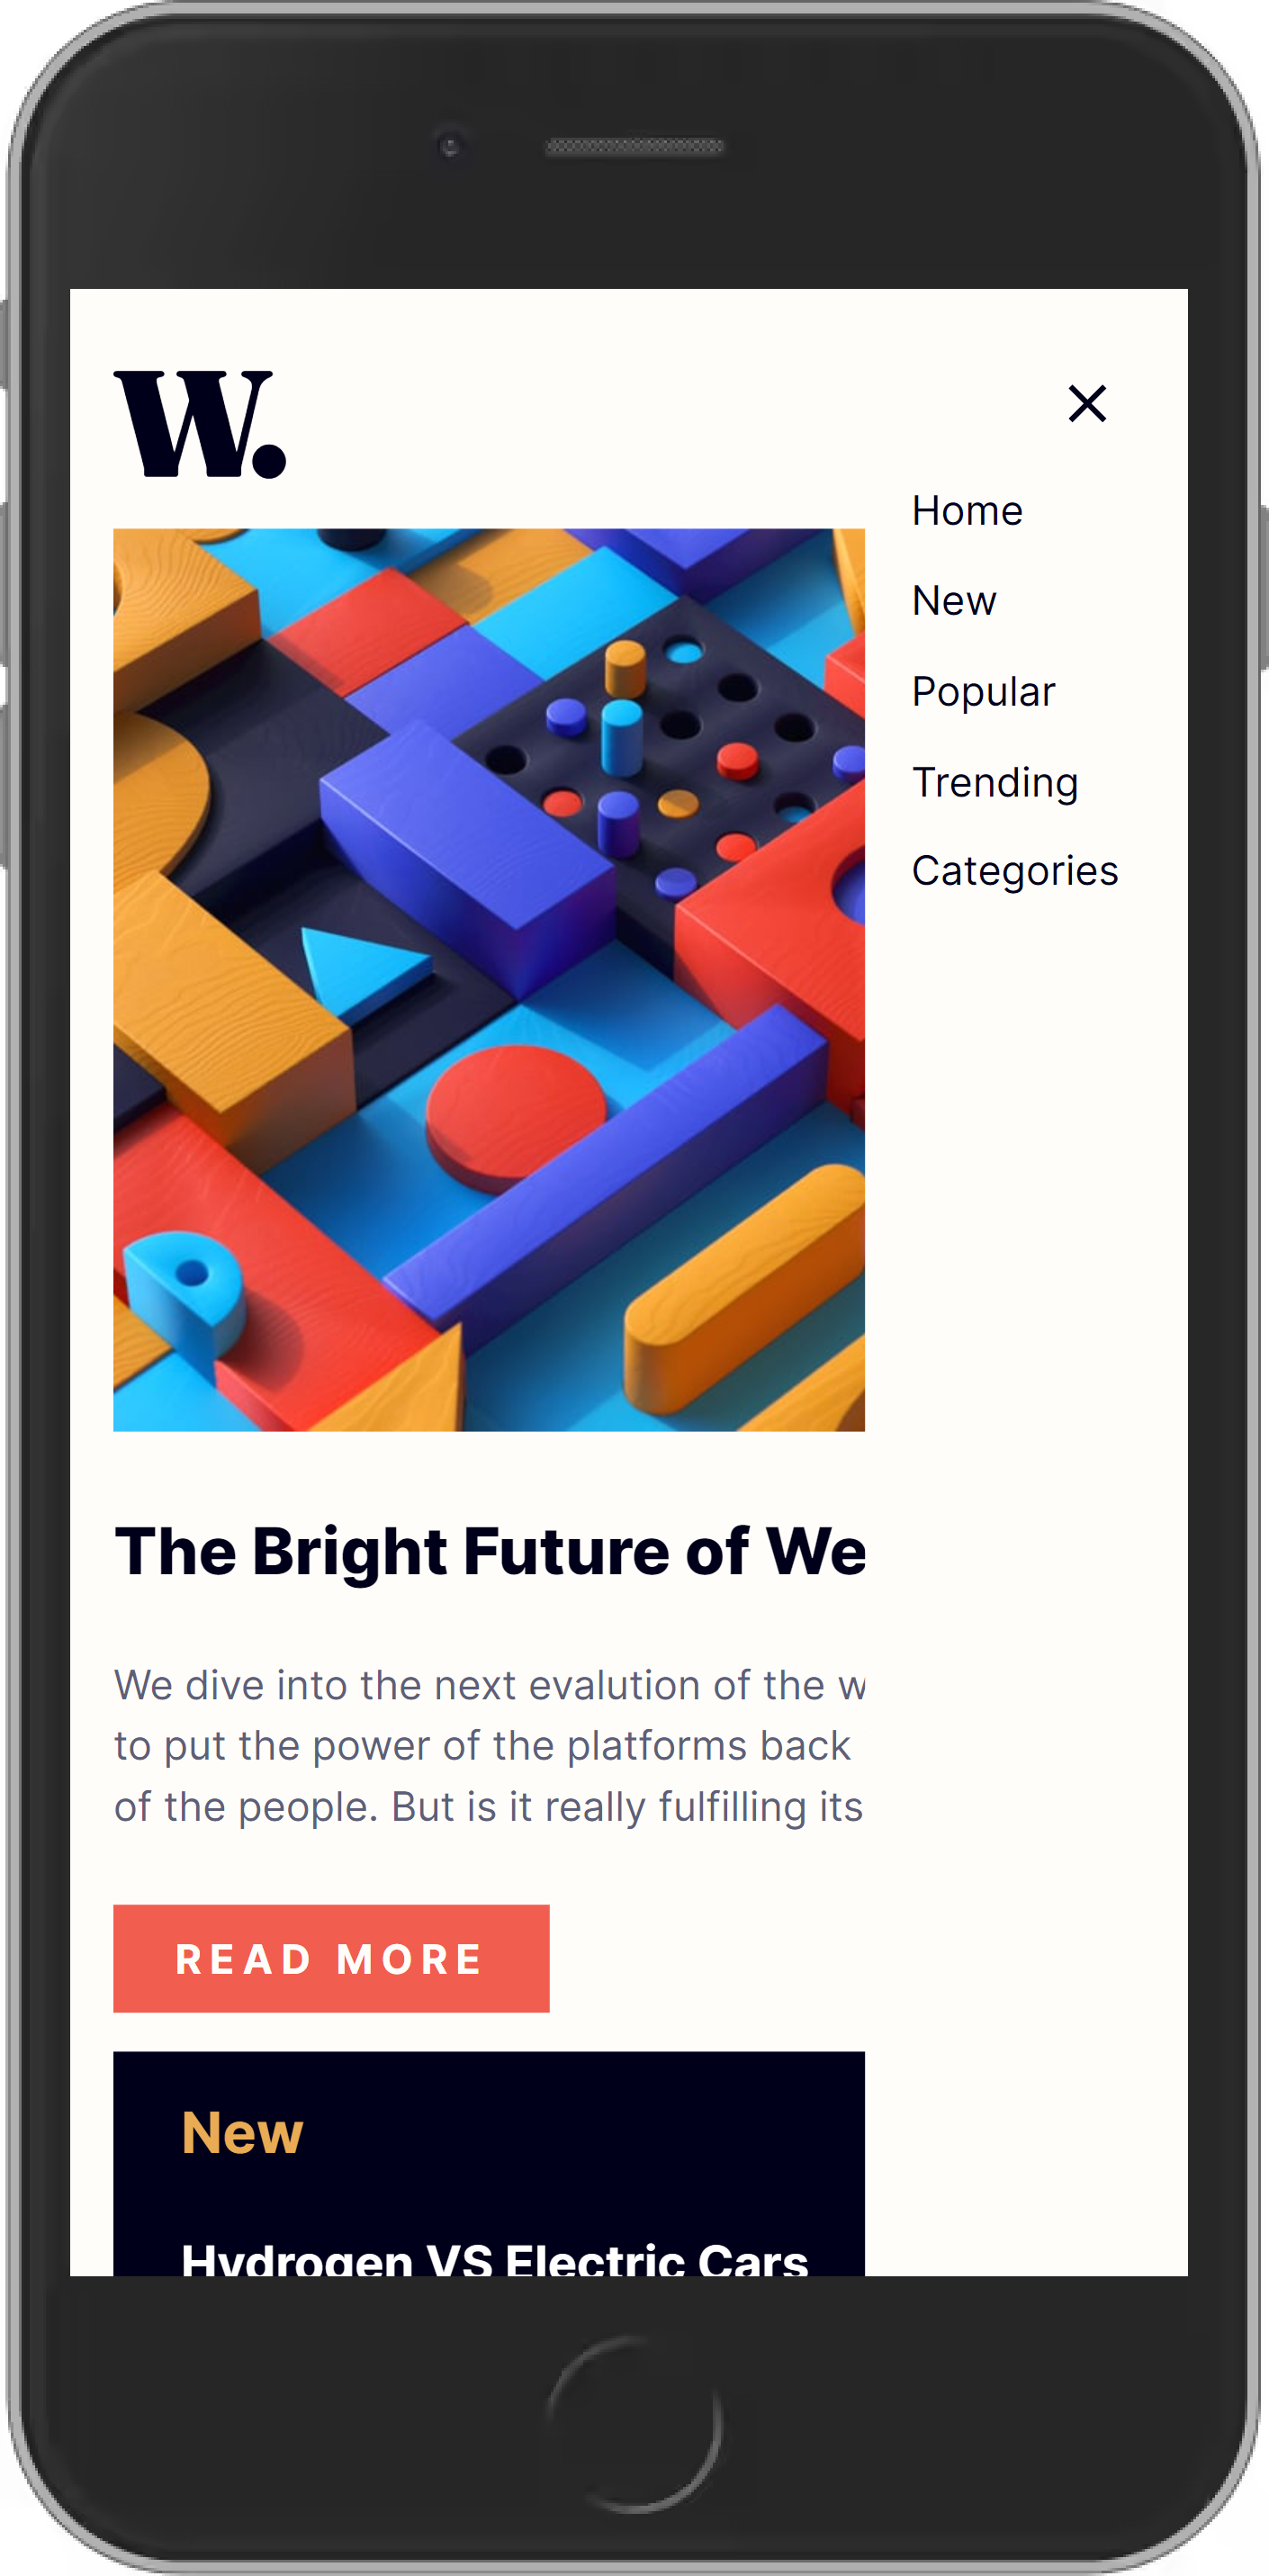 W.
Home
New
Popular
Trending
Categories
The Bright Future of We
We dive into the next evalution of the w
to put the power of the platforms back
of the people. But is it really fulfilling its
READ MORE
New
Hydrogen VS Electric Cars